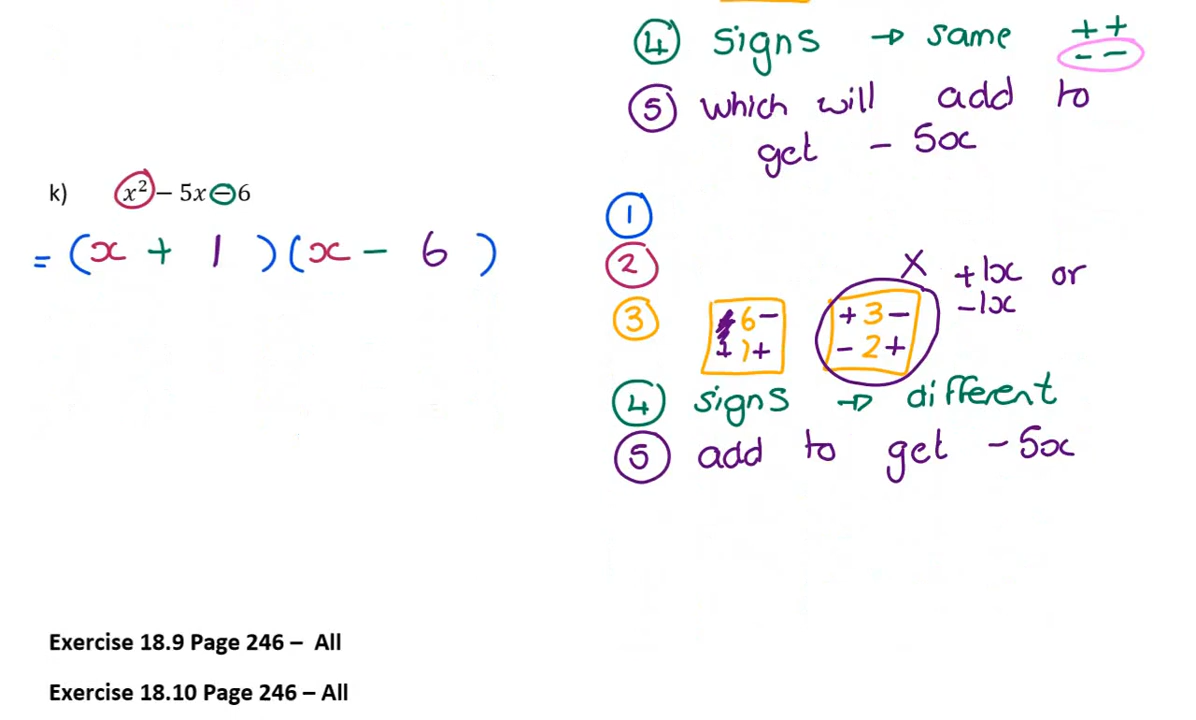 ④ signs → same + +
- -
⑤ which will add to
get - 5x
k) x² – 5x – 6
= (x + 1)(x - 6)
①
②
③ 6 - + 3 - X +1x or
1 + - 2 + -1x
④ signs → different
⑤ add to get -5x
Exercise 18.9 Page 246 – All
Exercise 18.10 Page 246 – All